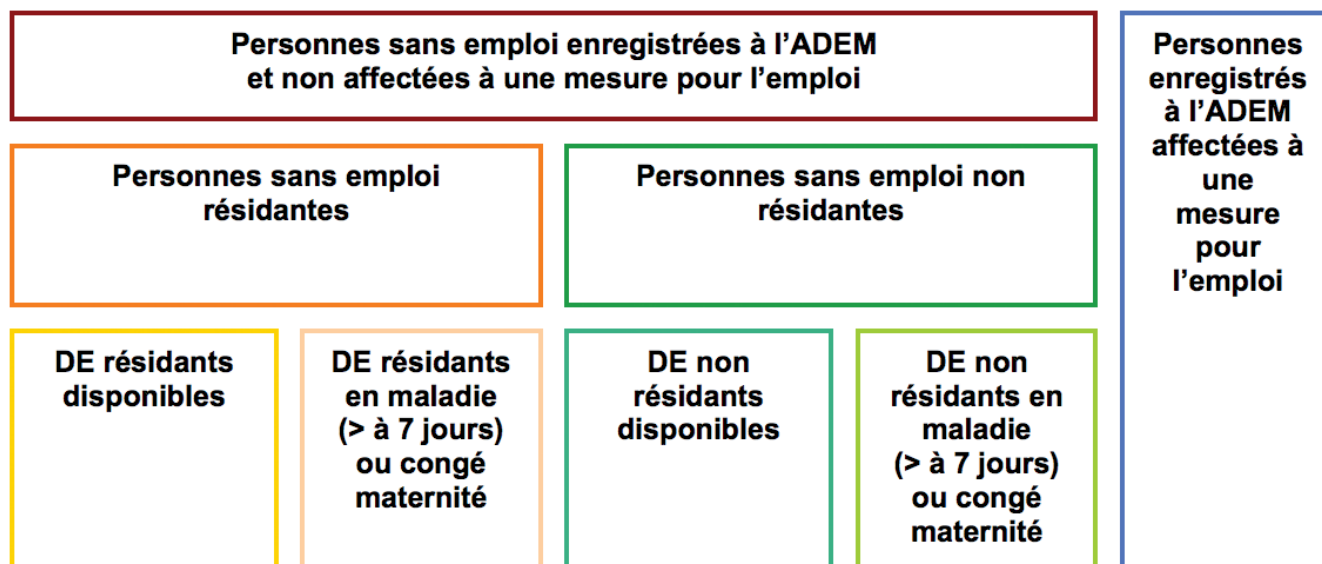 Personnes sans emploi enregistrées à l'ADEM
et non affectées à une mesure pour l'emploi
Personnes
enregistrés
à l'ADEM
affectées à
une
mesure
pour
l'emploi
Personnes sans emploi
résidantes
Personnes sans emploi non
résidantes
DE résidants
disponibles
DE résidants
en maladie
(> à 7 jours)
ou congé
maternité
DE non
résidants
disponibles
DE non
résidants en
maladie
(> à 7 jours)
ou congé
maternité